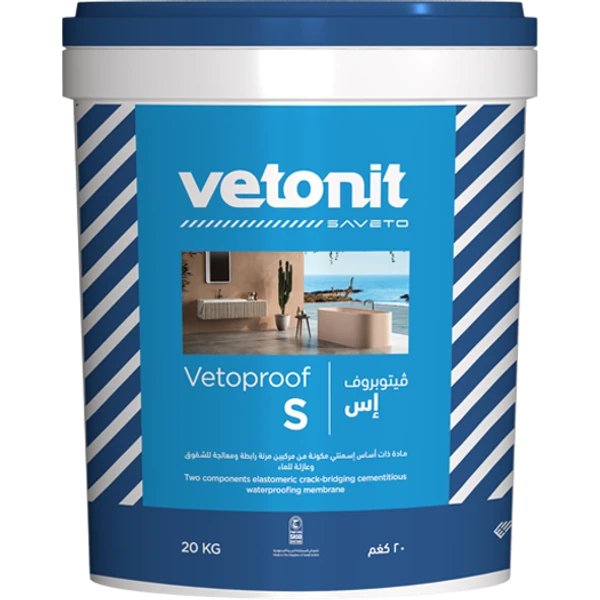 vetonit
SAVETO
Vetoproof
S
ڤيتوبروف
إس
مادة ذات أساس إسمنتي مكونة من مركبين مرنة رابطة ومعالجة للشقوق
وعازلة للماء
Two components elastomeric crack-bridging cementitious
waterproofing membrane
20 KG
٢٠ كغم